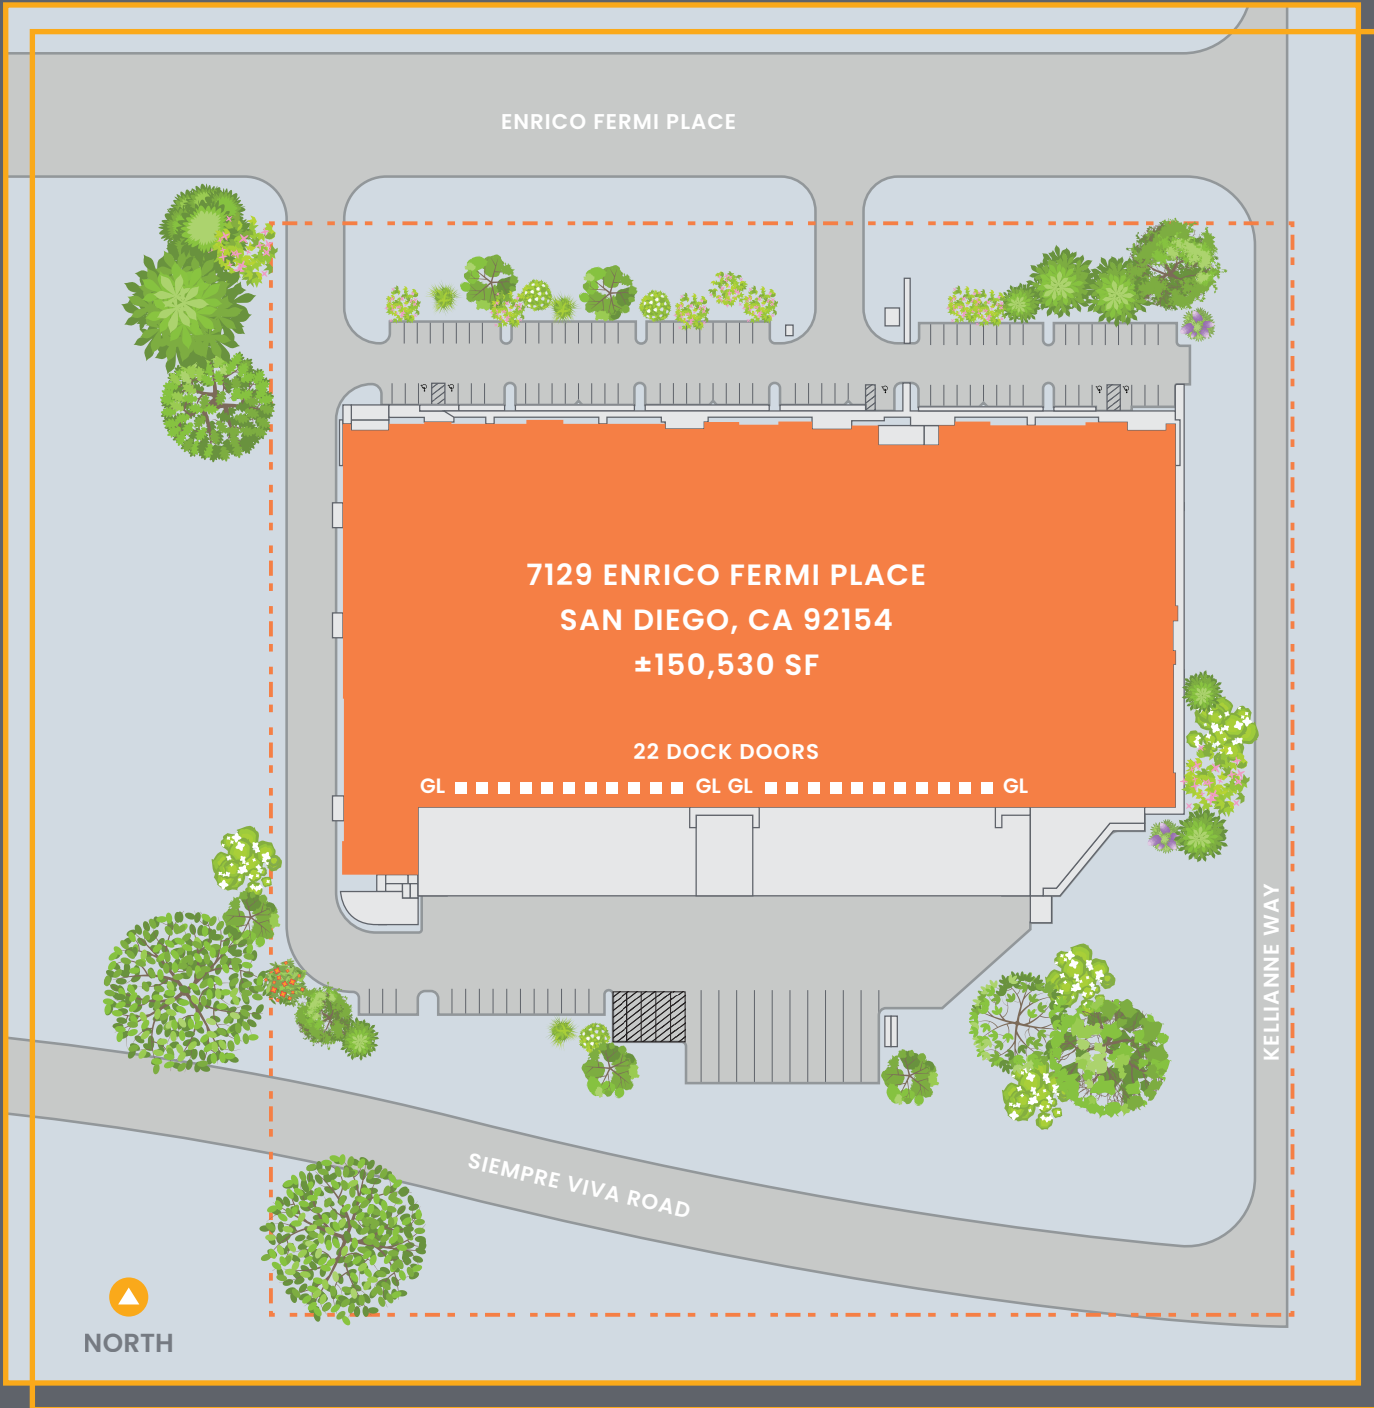 ENRICO FERMI PLACE
7129 ENRICO FERMI PLACE
SAN DIEGO, CA 92154
±150,530 SF
22 DOCK DOORS
GL GL GL GL
KELLIANNE WAY
SIEMPRE VIVA ROAD
NORTH